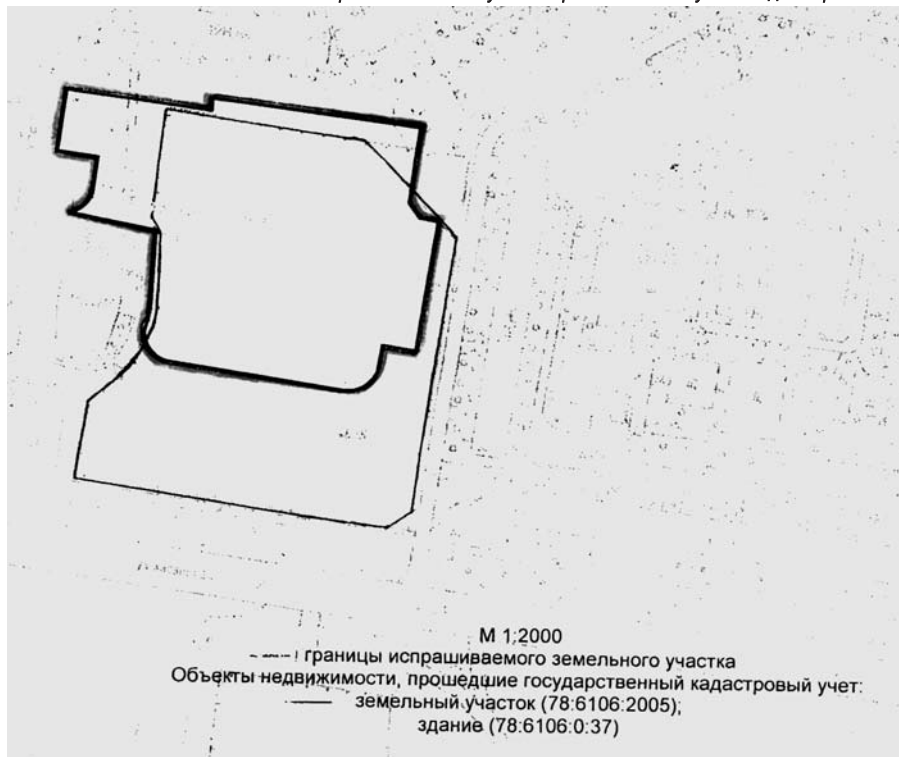 М 1:2000
границы испрашиваемого земельного участка
Объекты недвижимости, прошедшие государственный кадастровый учет:
земельный участок (78:6106:2005);
здание (78:6106:0:37)